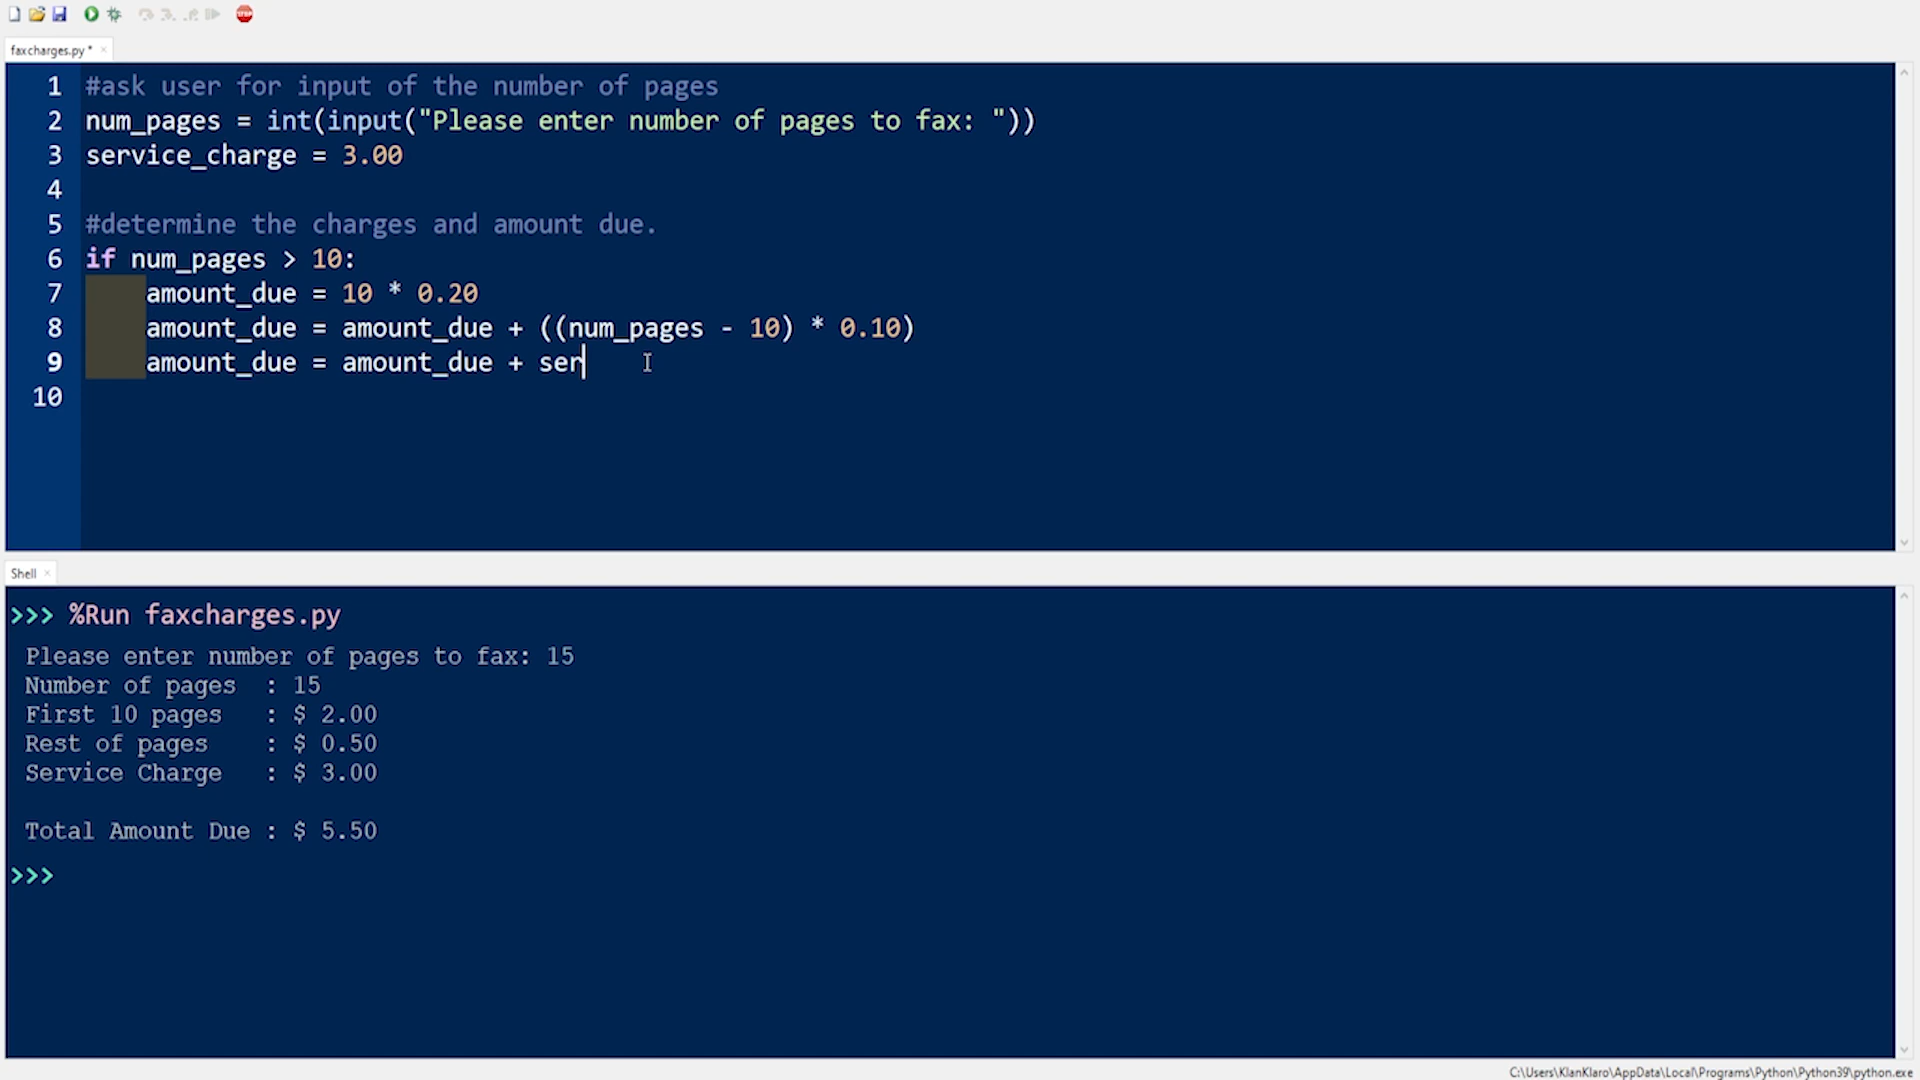 STOP
faxcharges.py *
1 #ask user for input of the number of pages
2 num_pages = int(input("Please enter number of pages to fax: "))
3 service_charge = 3.00
4
5 #determine the charges and amount due.
6 if num_pages > 10:
7 amount_due = 10 * 0.20
8 amount_due = amount_due + ((num_pages - 10) * 0.10)
9 amount_due = amount_due + ser
10
Shell
>>> %Run faxcharges.py
Please enter number of pages to fax: 15
Number of pages : 15
First 10 pages : $ 2.00
Rest of pages : $ 0.50
Service Charge : $ 3.00
Total Amount Due : $ 5.50
>>>
C:\Users\KlanKlaro\AppData\Local\Programs\Python\Python39\python.exe